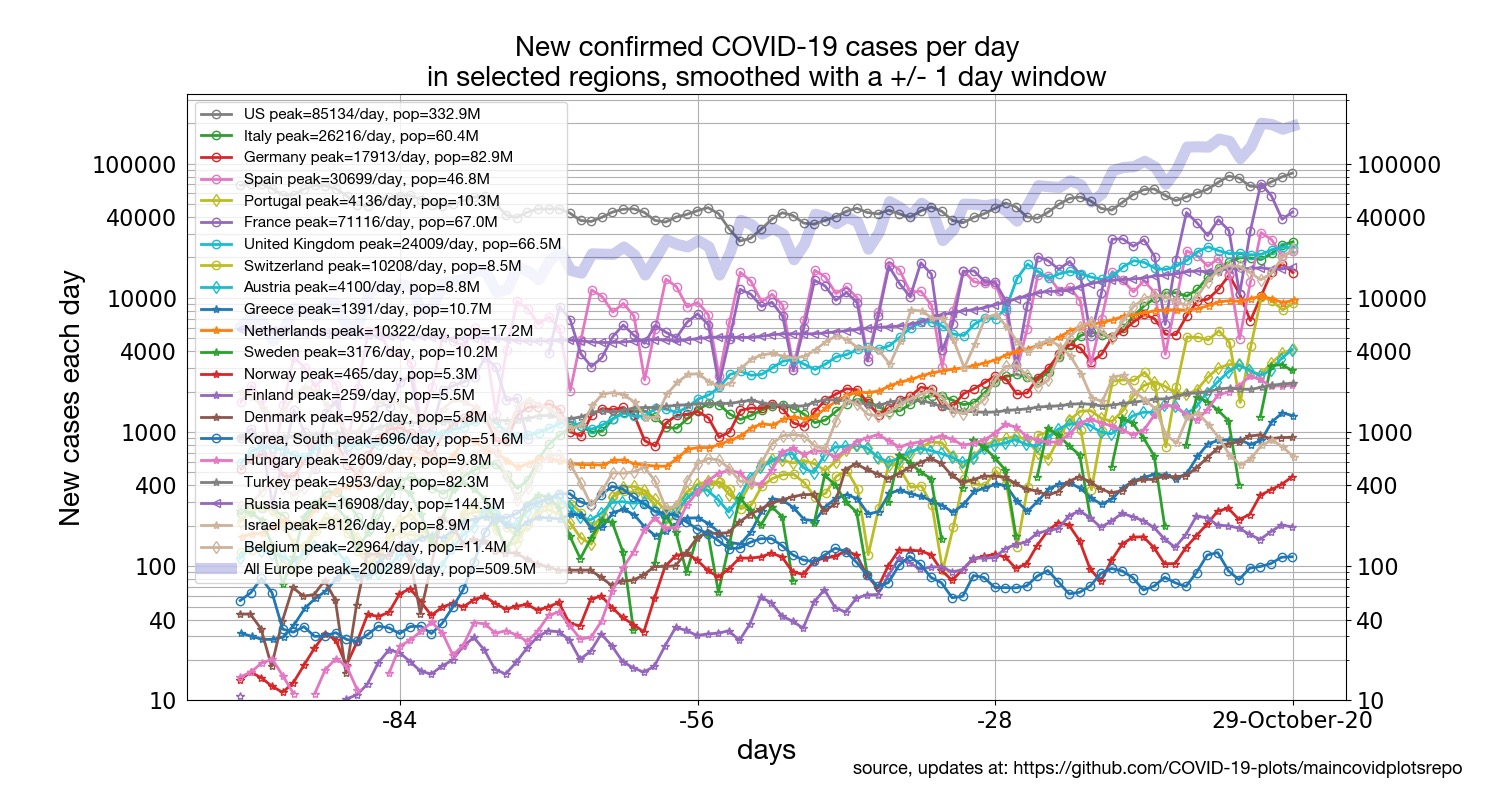 New confirmed COVID-19 cases per day
in selected regions, smoothed with a +/- 1 day window
New cases each day
100000
40000
10000
4000
1000
400
100
40
10
US peak=85134/day, pop=332.9M
Italy peak=26216/day, pop=60.4M
Germany peak=17913/day, pop=82.9M
Spain peak=30699/day, pop=46.8M
Portugal peak=4136/day, pop=10.3M
France peak=71116/day, pop=67.0M
United Kingdom peak=24009/day, pop=66.5M
Switzerland peak=10208/day, pop=8.5M
Austria peak=4100/day, pop=8.8M
Greece peak=1391/day, pop=10.7M
Netherlands peak=10322/day, pop=17.2M
Sweden peak=3176/day, pop=10.2M
Norway peak=465/day, pop=5.3M
Finland peak=259/day, pop=5.5M
Denmark peak=952/day, pop=5.8M
Korea, South peak=696/day, pop=51.6M
Hungary peak=2609/day, pop=9.8M
Turkey peak=4953/day, pop=82.3M
Russia peak=16908/day, pop=144.5M
Israel peak=8126/day, pop=8.9M
Belgium peak=22964/day, pop=11.4M
All Europe peak=200289/day, pop=509.5M
100000
40000
10000
4000
1000
400
100
40
10
-84
-56
-28
29-October-20
days
source, updates at: https://github.com/COVID-19-plots/maincovidplotsrepo